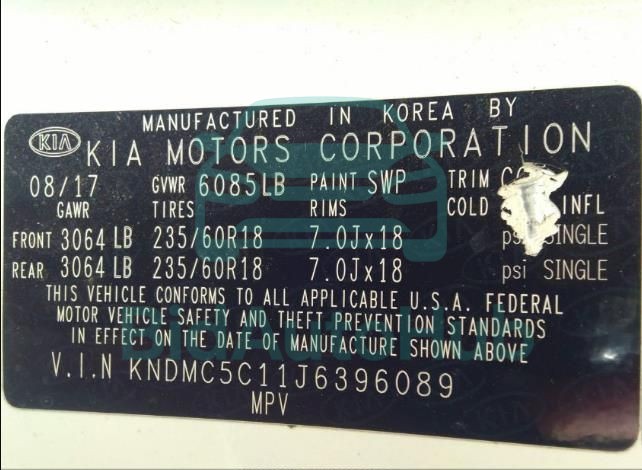 MANUFACTURED IN KOREA BY
KIA KIA MOTORS CORPORATION
08/17 GVWR 6085LB PAINT SWP TRIM
GAWR TIRES RIMS COLD INFL
FRONT 3064 LB 235/60R18 7.0Jx18 psi SINGLE
REAR 3064 LB 235/60R18 7.0Jx18 psi SINGLE
THIS VEHICLE CONFORMS TO ALL APPLICABLE U.S.A. FEDERAL
MOTOR VEHICLE SAFETY AND THEFT PREVENTION STANDARDS
IN EFFECT ON THE DATE OF MANUFACTURE SHOWN ABOVE
V.I.N KNDMC5C11J6396089
MPV